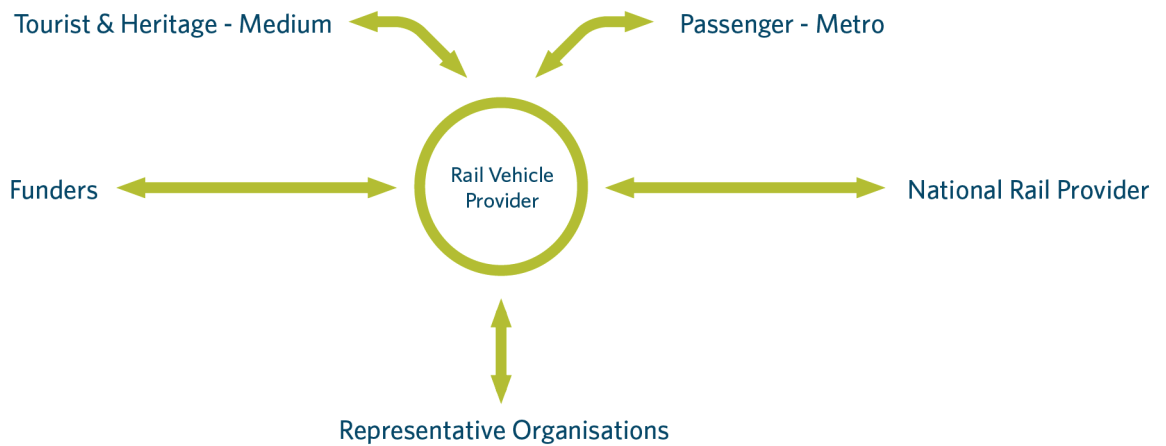 Tourist & Heritage - Medium
Passenger - Metro
Funders
Rail Vehicle
Provider
National Rail Provider
Representative Organisations